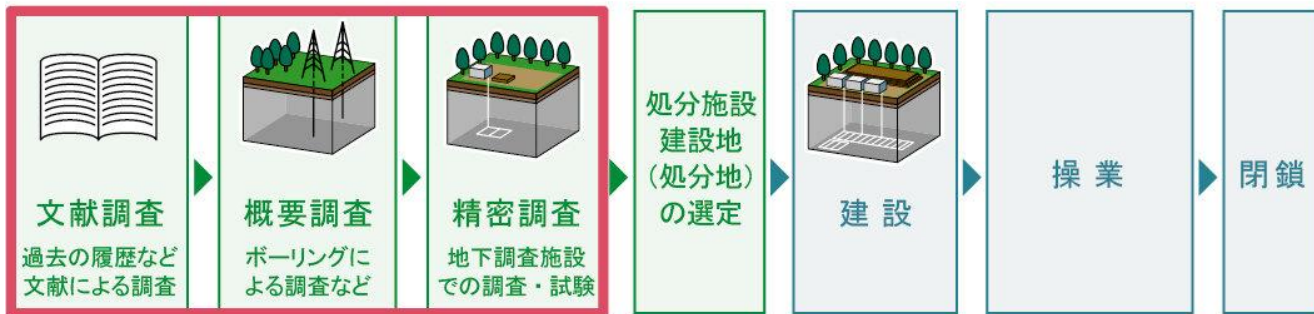 文献調査
過去の履歴など
文献による調査
概要調査
ボーリングに
よる調査など
精密調査
地下調査施設
での調査・試験
処分施設
建設地
(処分地)
の選定
建設
操業
閉鎖